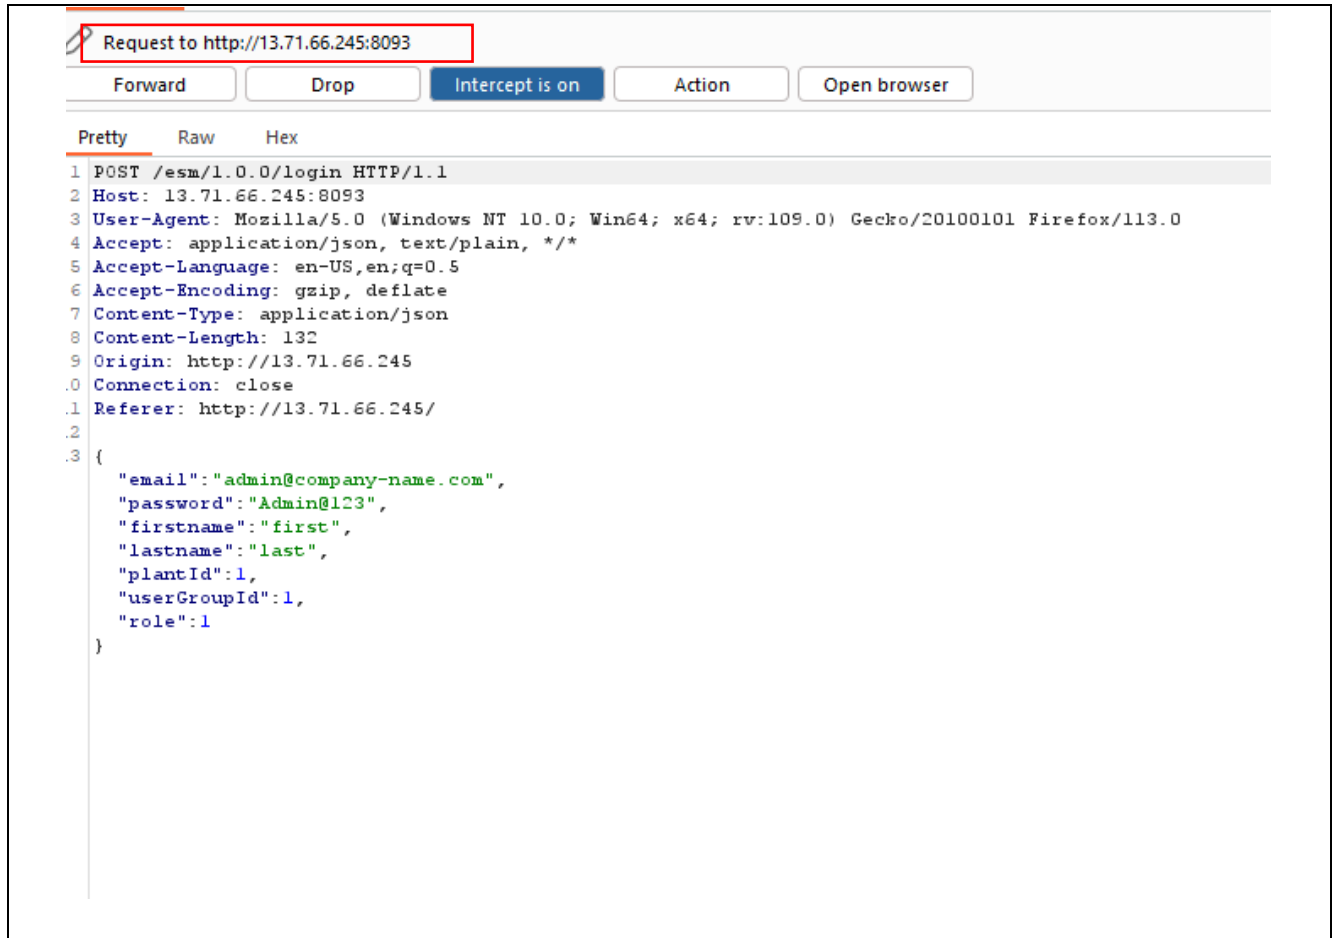 Request to http://13.71.66.245:8093
Forward Drop Intercept is on Action Open browser
Pretty Raw Hex
1 POST /esm/1.0.0/login HTTP/1.1
2 Host: 13.71.66.245:8093
3 User-Agent: Mozilla/5.0 (Windows NT 10.0; Win64; x64; rv:109.0) Gecko/20100101 Firefox/113.0
4 Accept: application/json, text/plain, */*
5 Accept-Language: en-US,en;q=0.5
6 Accept-Encoding: gzip, deflate
7 Content-Type: application/json
8 Content-Length: 132
9 Origin: http://13.71.66.245
.0 Connection: close
.1 Referer: http://13.71.66.245/
.2
.3 {
"email":"admin@company-name.com",
"password":"Admin@123",
"firstname":"first",
"lastname":"last",
"plantId":1,
"userGroupId":1,
"role":1
}